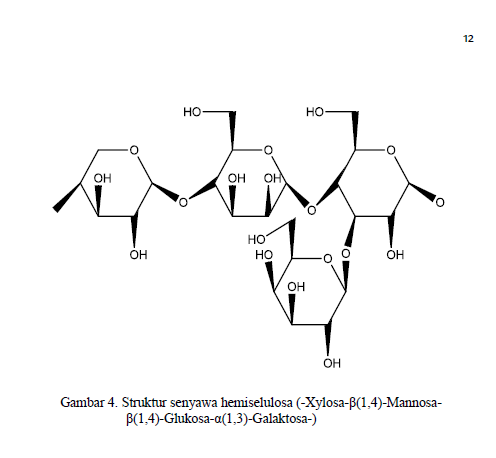 12
HO HO
O O O
OH OH OH
O O O
HO
OH HO O O OH
OH
OH
Gambar 4. Struktur senyawa hemiselulosa (-Xylosa-β(1,4)-Mannosa-
β(1,4)-Glukosa-α(1,3)-Galaktosa-)